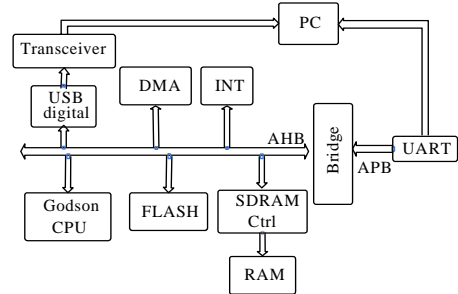 PC
Transceiver
DMA
INT
USB
digital
AHB
Bridge
APB
UART
Godson
CPU
FLASH
SDRAM
Ctrl
RAM